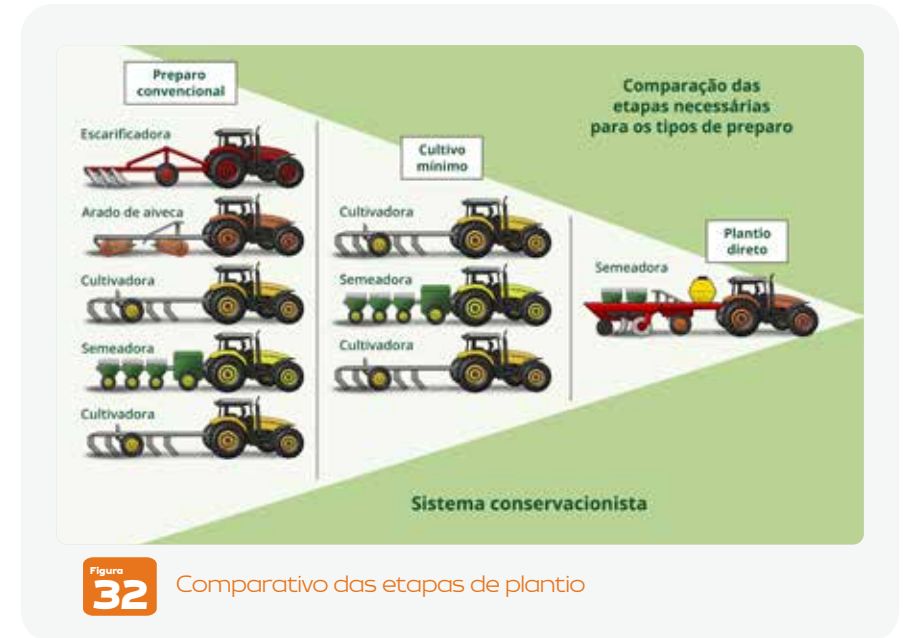 Preparo
convencional
Escarificadora
Arado de aiveca
Cultivadora
Semeadora
Cultivadora
Cultivo
mínimo
Cultivadora
Semeadora
Cultivadora
Comparação das
etapas necessárias
para os tipos de preparo
Plantio
direto
Semeadora
Sistema conservacionista
Figura
32
Comparativo das etapas de plantio